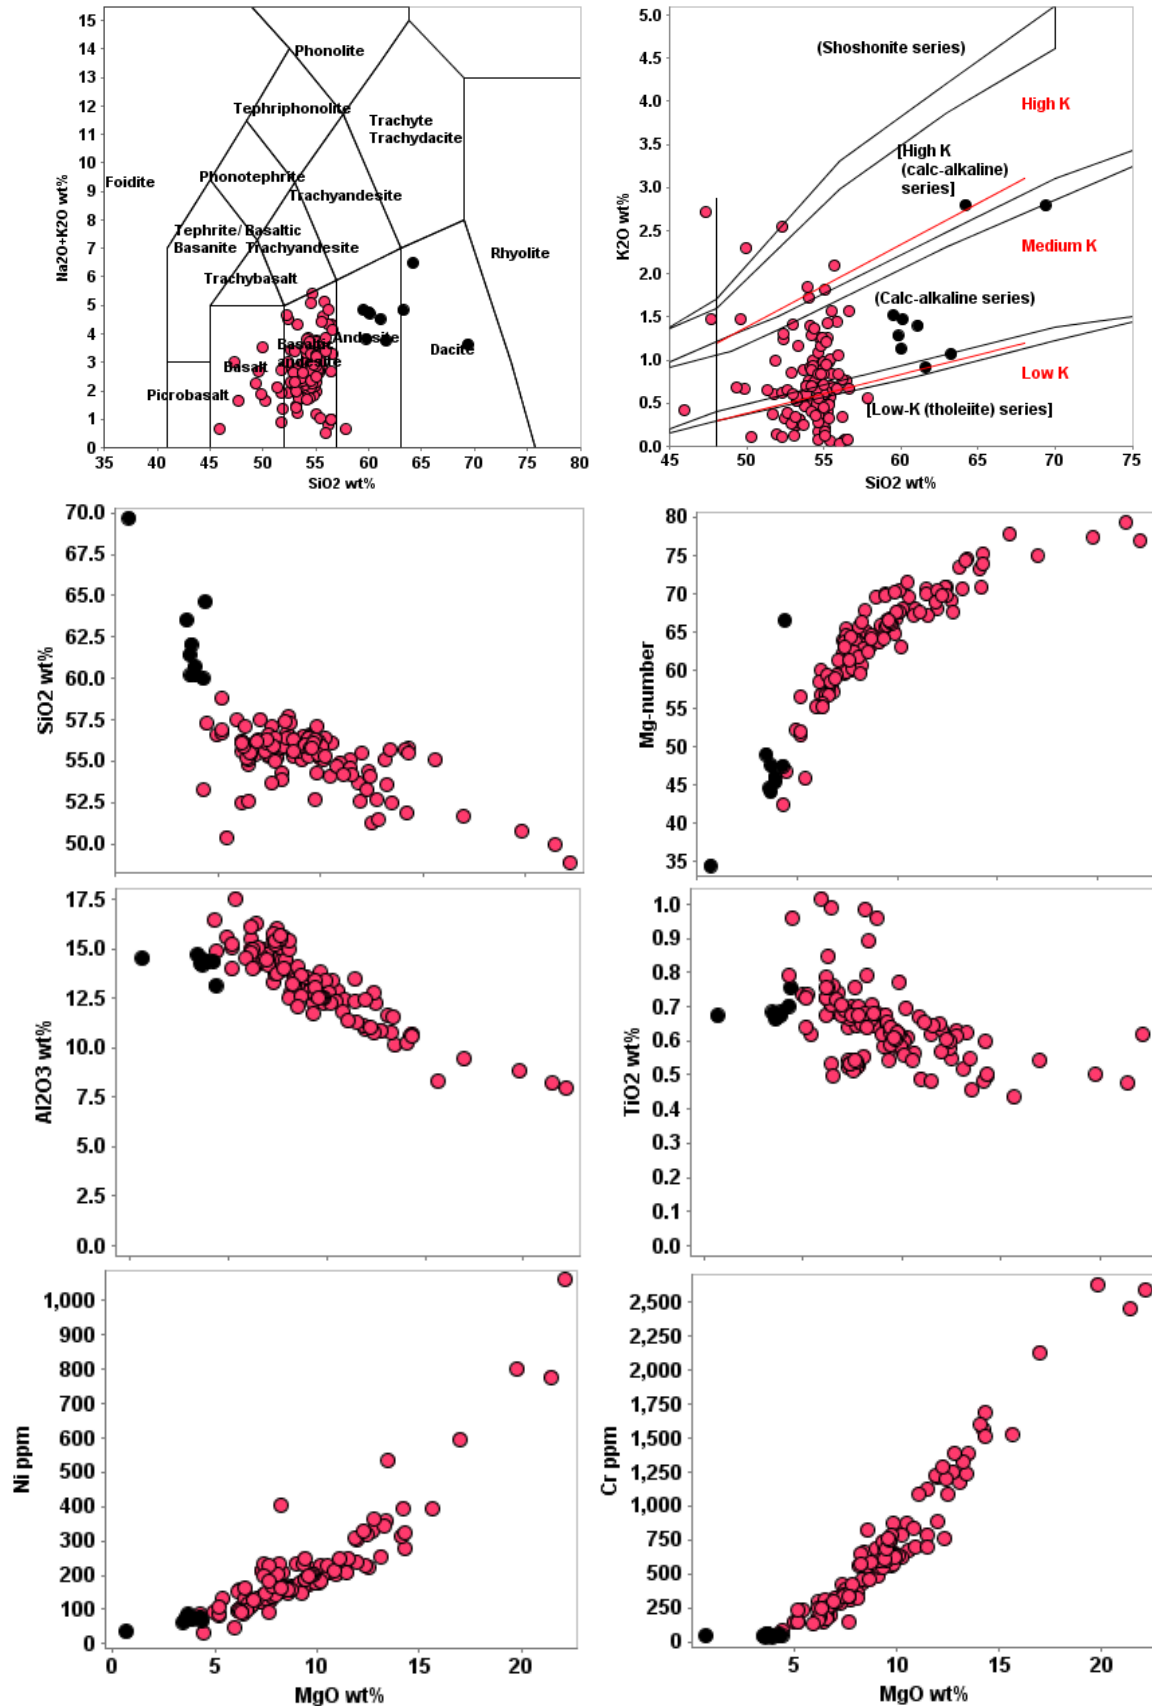 15
14
13
12
11
10
9
8
7
6
5
4
3
2
1
0
Na2O+K2O wt%
Phonolite
Tephriphonolite
Trachyte
Trachydacite
Foidite
Phonotephrite
Trachyandesite
Tephrite/ Basaltic
Basanite Trachyandesite
Rhyolite
Trachybasalt
Basaltic
andesite
Andesite
Dacite
Basalt
Picrobasalt
35 40 45 50 55 60 65 70 75 80
SiO2 wt%
5.0
4.5
4.0
3.5
3.0
2.5
2.0
1.5
1.0
0.5
0.0
K2O wt%
(Shoshonite series)
High K
[High K
(calc-alkaline)
series]
Medium K
(Calc-alkaline series)
Low K
[Low-K (tholeiite) series]
45 50 55 60 65 70 75
SiO2 wt%
70.0
67.5
65.0
62.5
60.0
57.5
55.0
52.5
50.0
SiO2 wt%
80
75
70
65
60
55
50
45
40
35
Mg-number
17.5
15.0
12.5
10.0
7.5
5.0
2.5
0.0
Al2O3 wt%
1.0
0.9
0.8
0.7
0.6
0.5
0.4
0.3
0.2
0.1
0.0
TiO2 wt%
1,000
900
800
700
600
500
400
300
200
100
0
Ni ppm
0 5 10 15 20
MgO wt%
2,500
2,250
2,000
1,750
1,500
1,250
1,000
750
500
250
0
Cr ppm
5 10 15 20
MgO wt%